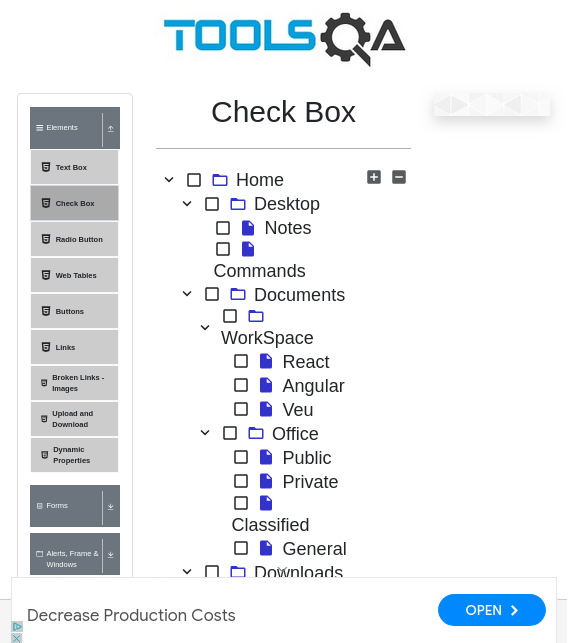 TOOLSQA
Elements
Text Box
Check Box
Radio Button
Web Tables
Buttons
Links
Broken Links -
Images
Upload and
Download
Dynamic
Properties
Forms
Alerts, Frame &
Windows
Check Box
Home
Desktop
Notes
Commands
Documents
WorkSpace
React
Angular
Veu
Office
Public
Private
Classified
General
Downloads
Decrease Production Costs
OPEN